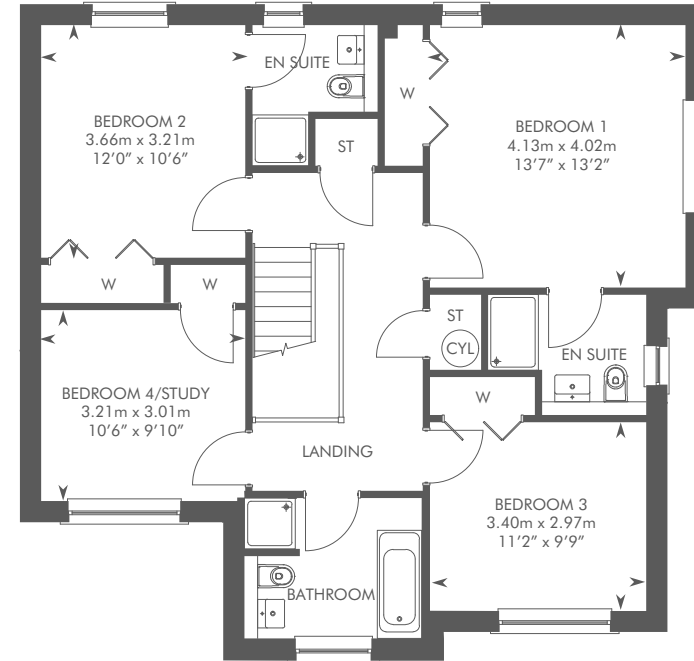 EN SUITE
BEDROOM 2
3.66m x 3.21m
12’0” x 10’6”
W
BEDROOM 1
4.13m x 4.02m
13’7” x 13’2”
ST
W
W
ST
CYL
EN SUITE
BEDROOM 4/STUDY
3.21m x 3.01m
10’6” x 9’10”
W
LANDING
BEDROOM 3
3.40m x 2.97m
11’2” x 9’9”
BATHROOM